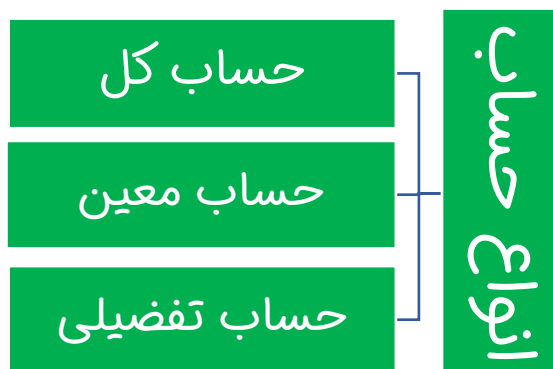 انواع حساب
حساب کل
حساب معین
حساب تفضیلی